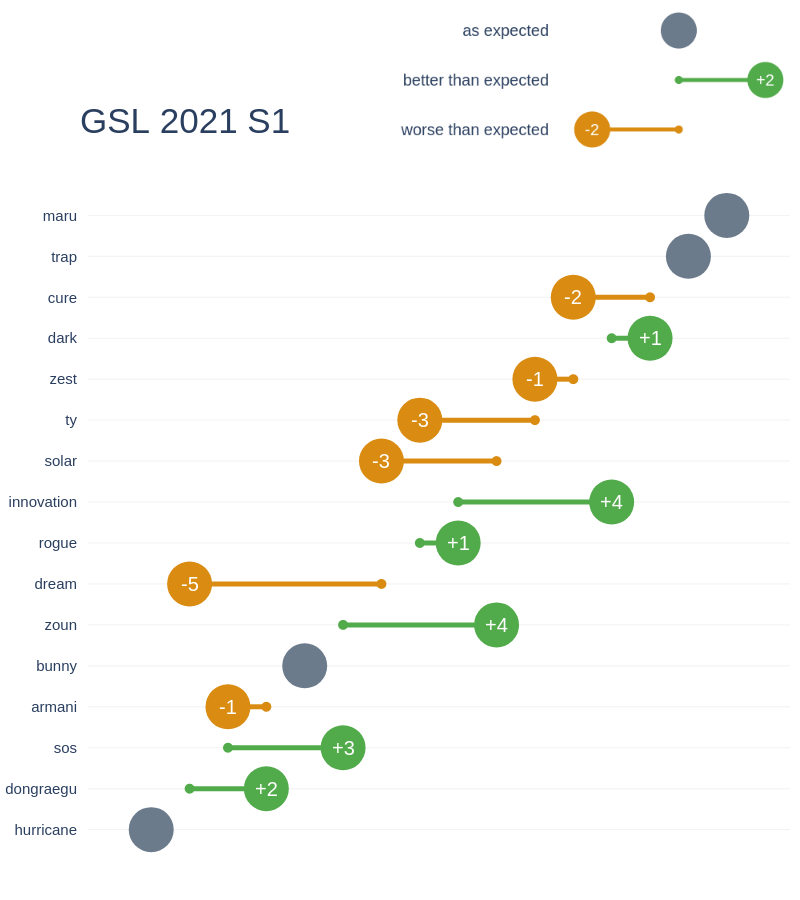 as expected
better than expected +2
GSL 2021 S1
worse than expected -2
maru
trap
cure -2
dark +1
zest -1
ty -3
solar -3
innovation +4
rogue +1
dream -5
zoun +4
bunny
armani -1
sos +3
dongraegu +2
hurricane